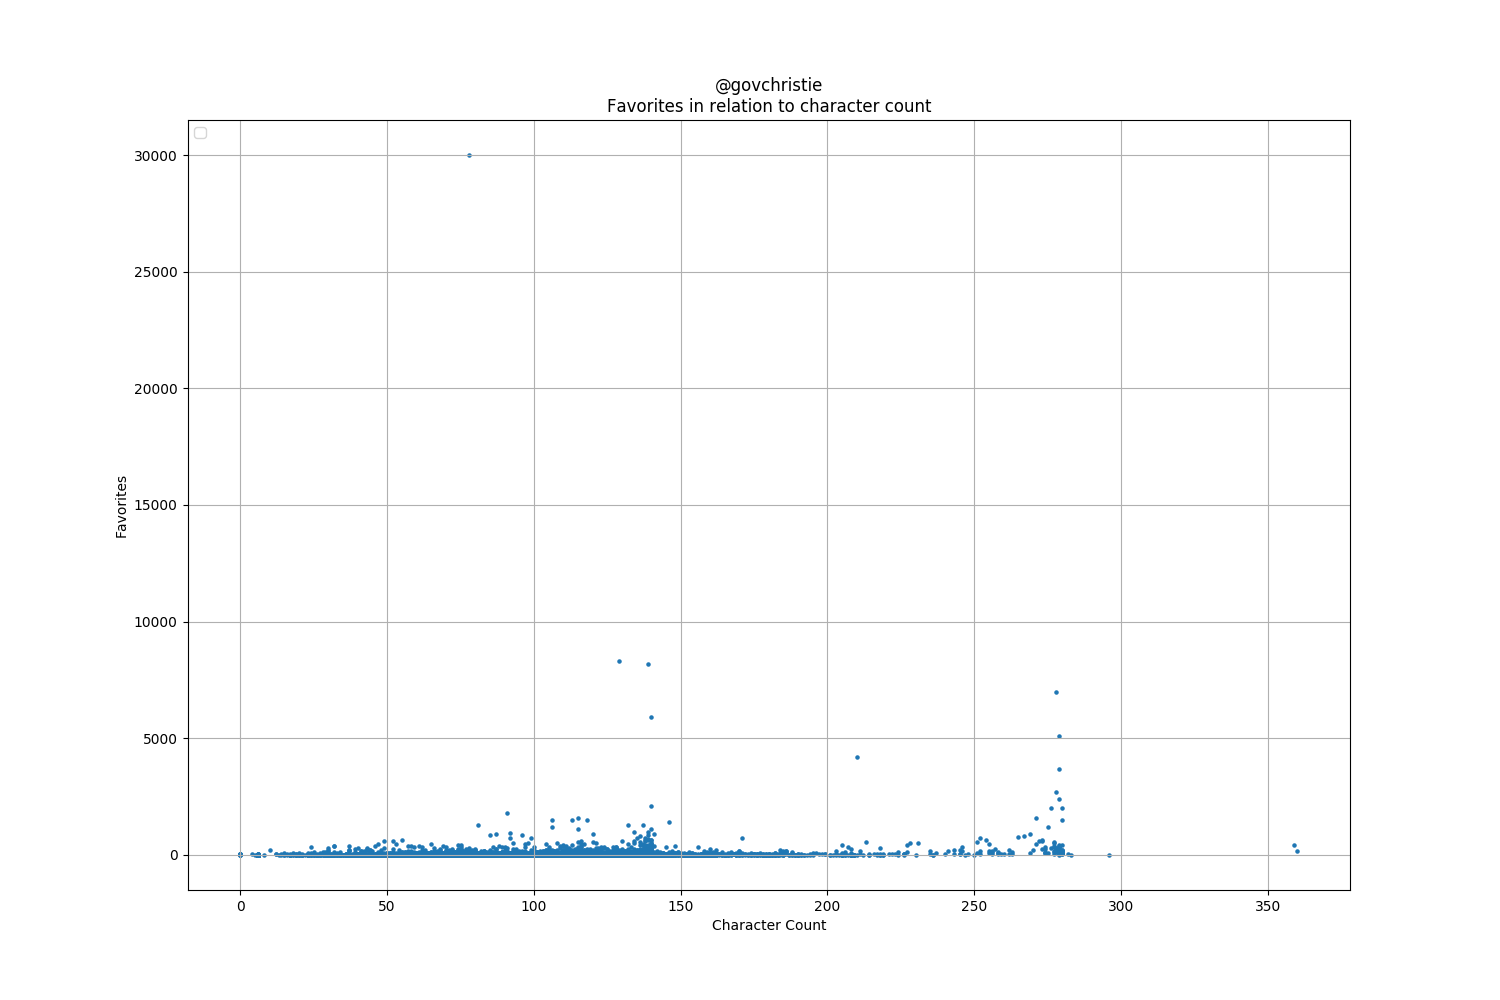 @govchristie
Favorites in relation to character count
30000
25000
20000
15000
10000
5000
0
Favorites
0 50 100 150 200 250 300 350
Character Count